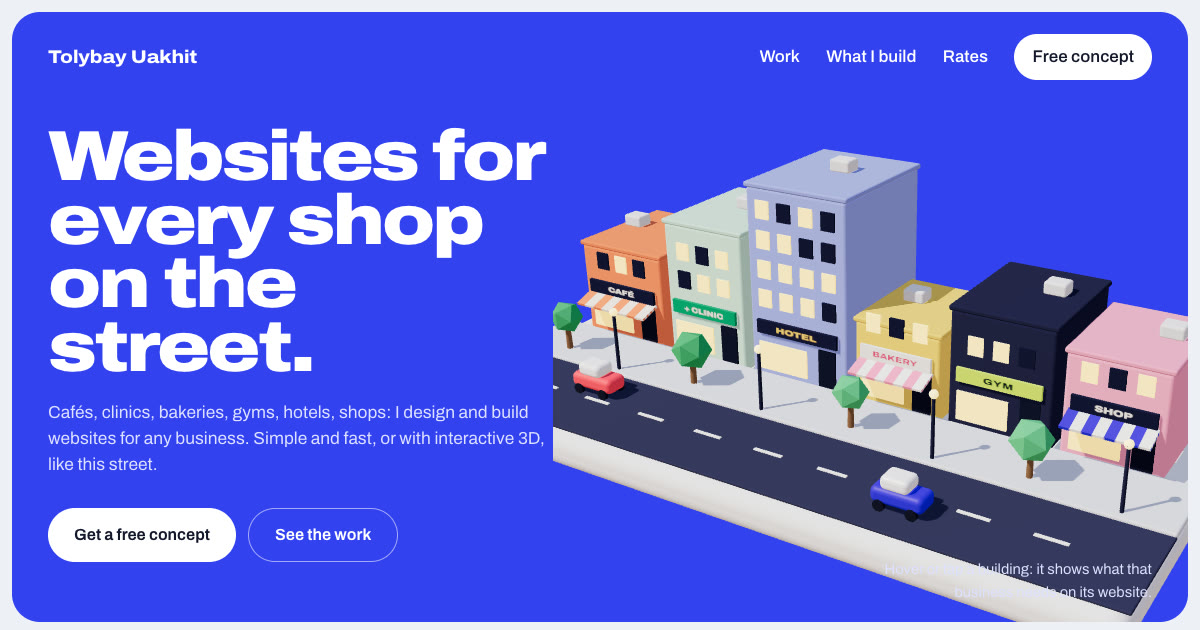 Tolybay Uakhit
Work What I build Rates Free concept
Websites for
every shop
on the
street.
Cafés, clinics, bakeries, gyms, hotels, shops: I design and build
websites for any business. Simple and fast, or with interactive 3D,
like this street.
Get a free concept See the work
CAFÉ
+ CLINIC
HOTEL
BAKERY
GYM
SHOP
building: it shows what that
on its website.